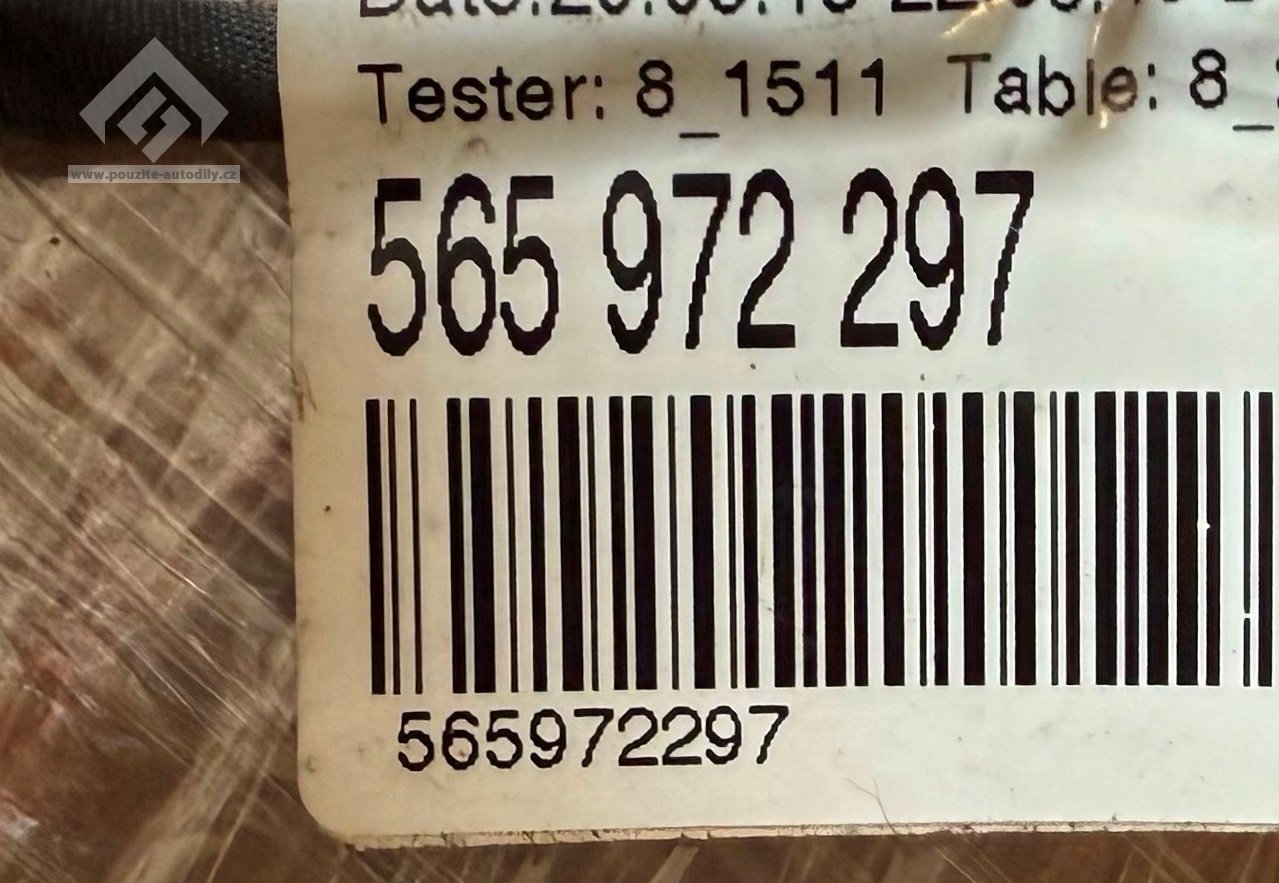 Tester: 8_1511 Table: 8_
www.pouzite-autodily.cz
565 972 297
565972297